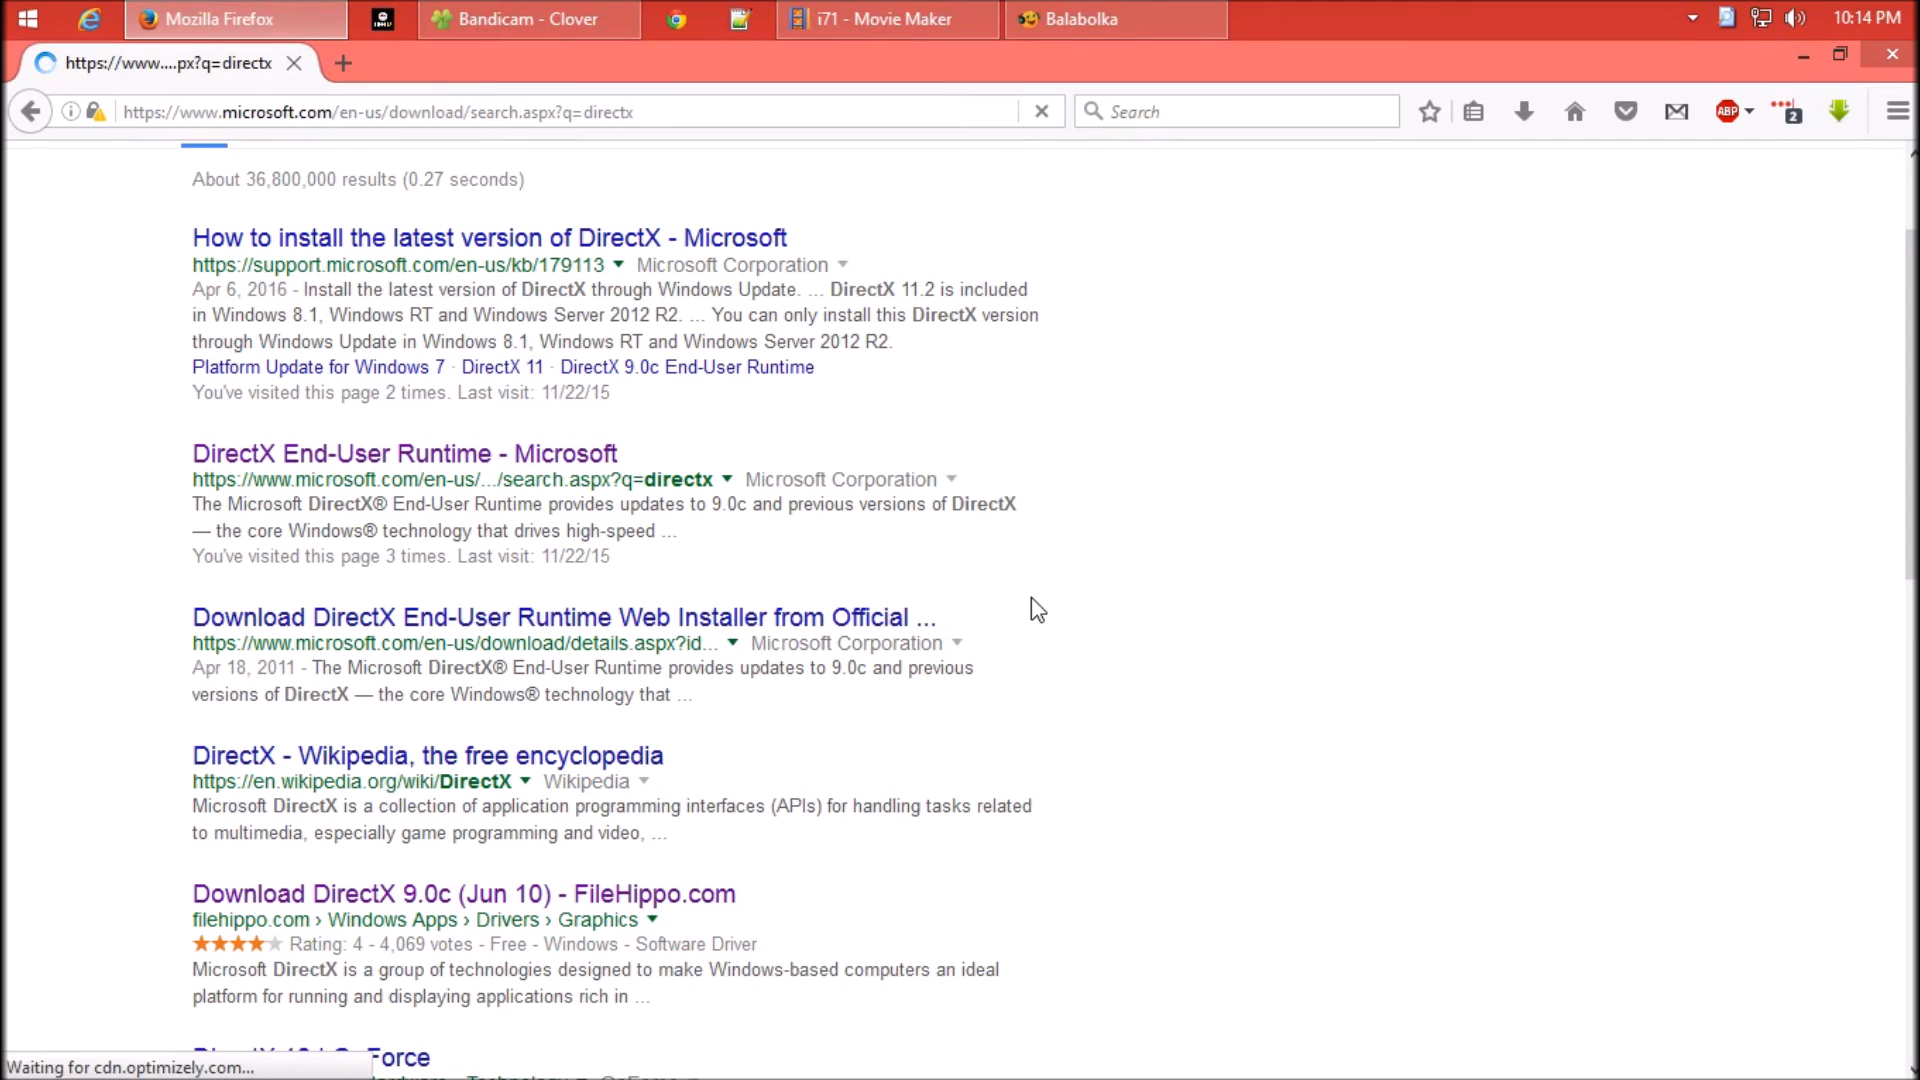 Mozilla Firefox
Bandicam - Clover
i71 - Movie Maker
Balabolka
10:14 PM
https://www....px?q=directx
https://www.microsoft.com/en-us/download/search.aspx?q=directx
Search
ABP
2
About 36,800,000 results (0.27 seconds)
How to install the latest version of DirectX - Microsoft
https://support.microsoft.com/en-us/kb/179113 Microsoft Corporation
Apr 6, 2016 - Install the latest version of DirectX through Windows Update. ... DirectX 11.2 is included
in Windows 8.1, Windows RT and Windows Server 2012 R2. ... You can only install this DirectX version
through Windows Update in Windows 8.1, Windows RT and Windows Server 2012 R2.
Platform Update for Windows 7 · DirectX 11 · DirectX 9.0c End-User Runtime
You've visited this page 2 times. Last visit: 11/22/15
DirectX End-User Runtime - Microsoft
https://www.microsoft.com/en-us/.../search.aspx?q=directx Microsoft Corporation
The Microsoft DirectX® End-User Runtime provides updates to 9.0c and previous versions of DirectX
— the core Windows® technology that drives high-speed ...
You've visited this page 3 times. Last visit: 11/22/15
Download DirectX End-User Runtime Web Installer from Official ...
https://www.microsoft.com/en-us/download/details.aspx?id... Microsoft Corporation
Apr 18, 2011 - The Microsoft DirectX® End-User Runtime provides updates to 9.0c and previous
versions of DirectX — the core Windows® technology that ...
DirectX - Wikipedia, the free encyclopedia
https://en.wikipedia.org/wiki/DirectX Wikipedia
Microsoft DirectX is a collection of application programming interfaces (APIs) for handling tasks related
to multimedia, especially game programming and video, ...
Download DirectX 9.0c (Jun 10) - FileHippo.com
filehippo.com › Windows Apps › Drivers › Graphics
Rating: 4 - 4,069 votes - Free - Windows - Software Driver
Microsoft DirectX is a group of technologies designed to make Windows-based computers an ideal
platform for running and displaying applications rich in ...
Force
Waiting for cdn.optimizely.com...